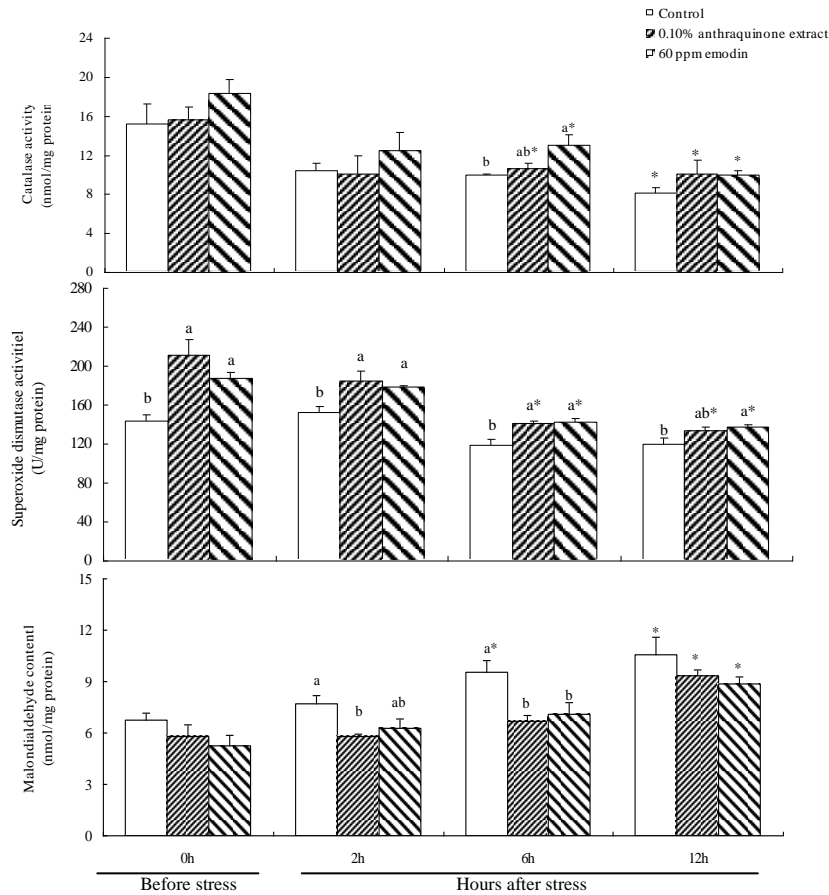 Control
0.10% anthraquinone extract
60 ppm emodin
Catalase activity
(nmol/mg protein)
24
20
16
12
8
4
0
b
ab*
a*
*
*
*
Superoxide dismutase activitiel
(U/mg protein)
280
240
200
160
120
80
40
0
b
a
a
b
a
a
b
a*
a*
b
ab*
a*
Malondialdehyde contentl
(nmol/mg protein)
15
12
9
6
3
0
a
b
ab
a*
b
b
*
*
*
0h
2h
6h
12h
Before stress
Hours after stress